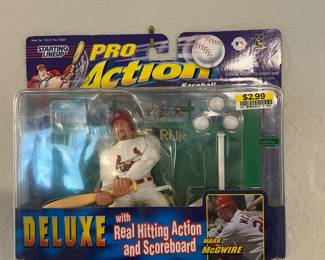 STARTING
LINEUP
PRO
Action
Baseball
$2.99
DELUXE
with
Real Hitting Action
and Scoreboard
MARK
McGWIRE